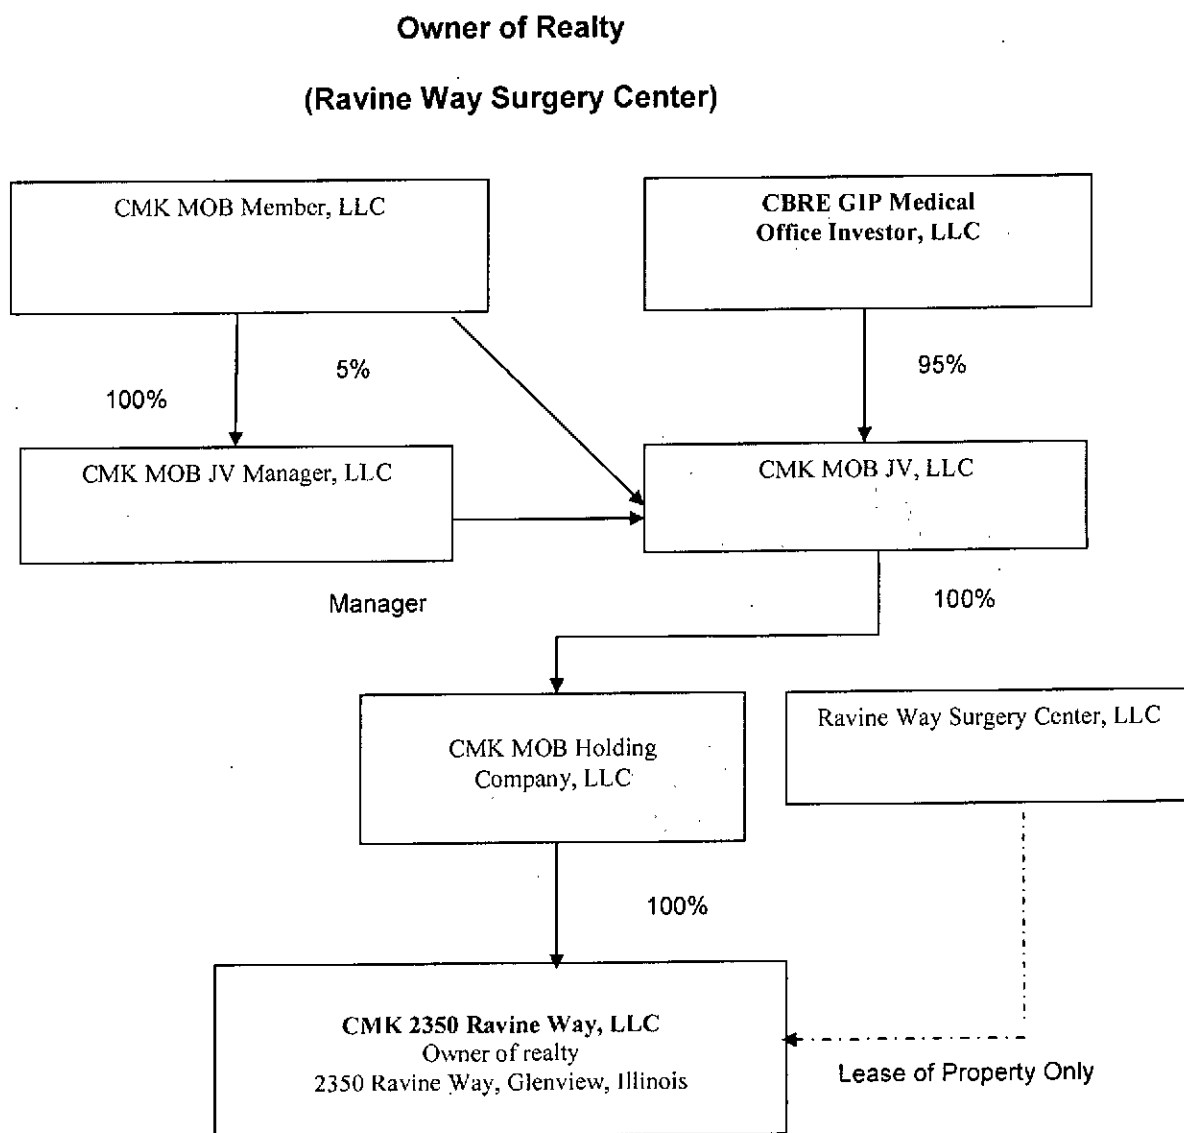 Owner of Realty
(Ravine Way Surgery Center)
CMK MOB Member, LLC
CBRE GIP Medical
Office Investor, LLC
5%
95%
100%
CMK MOB JV Manager, LLC
CMK MOB JV, LLC
Manager
100%
CMK MOB Holding
Company, LLC
Ravine Way Surgery Center, LLC
100%
CMK 2350 Ravine Way, LLC
Owner of realty
2350 Ravine Way, Glenview, Illinois
Lease of Property Only